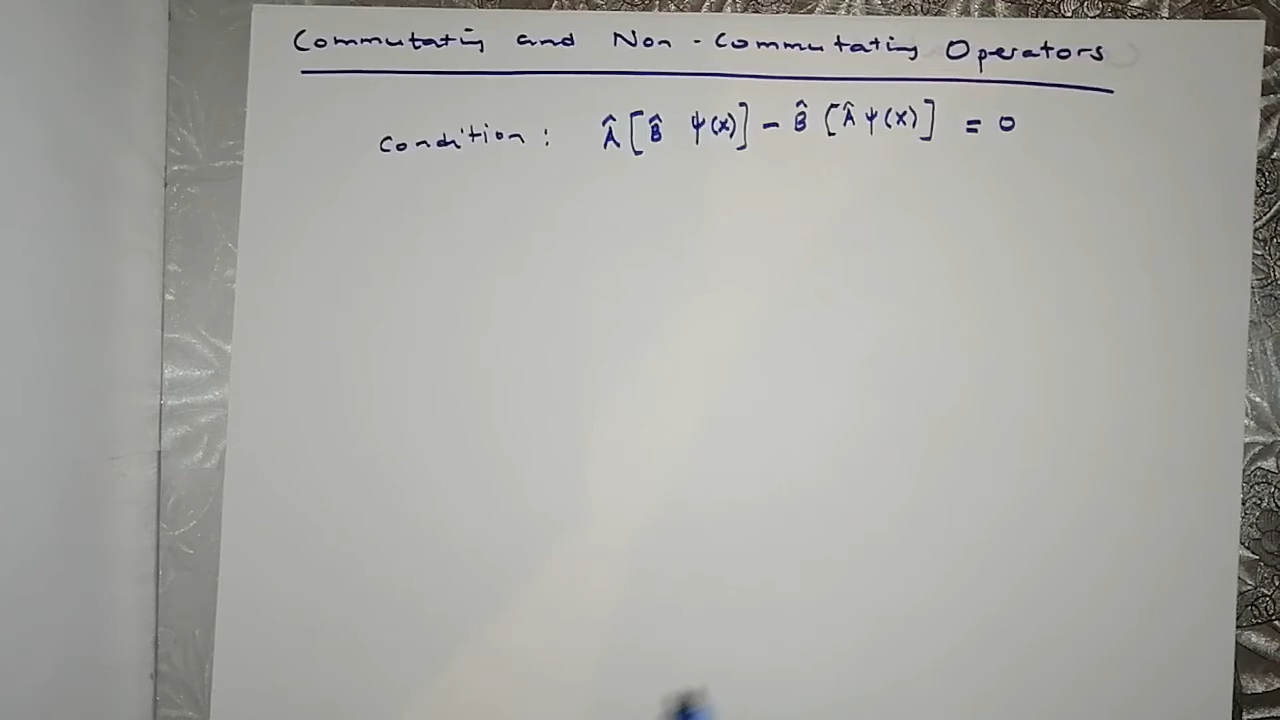 Commutating and Non-Commutating Operators
Condition: Â[B̂ ψ(x)] - B̂[Â ψ(x)] = 0